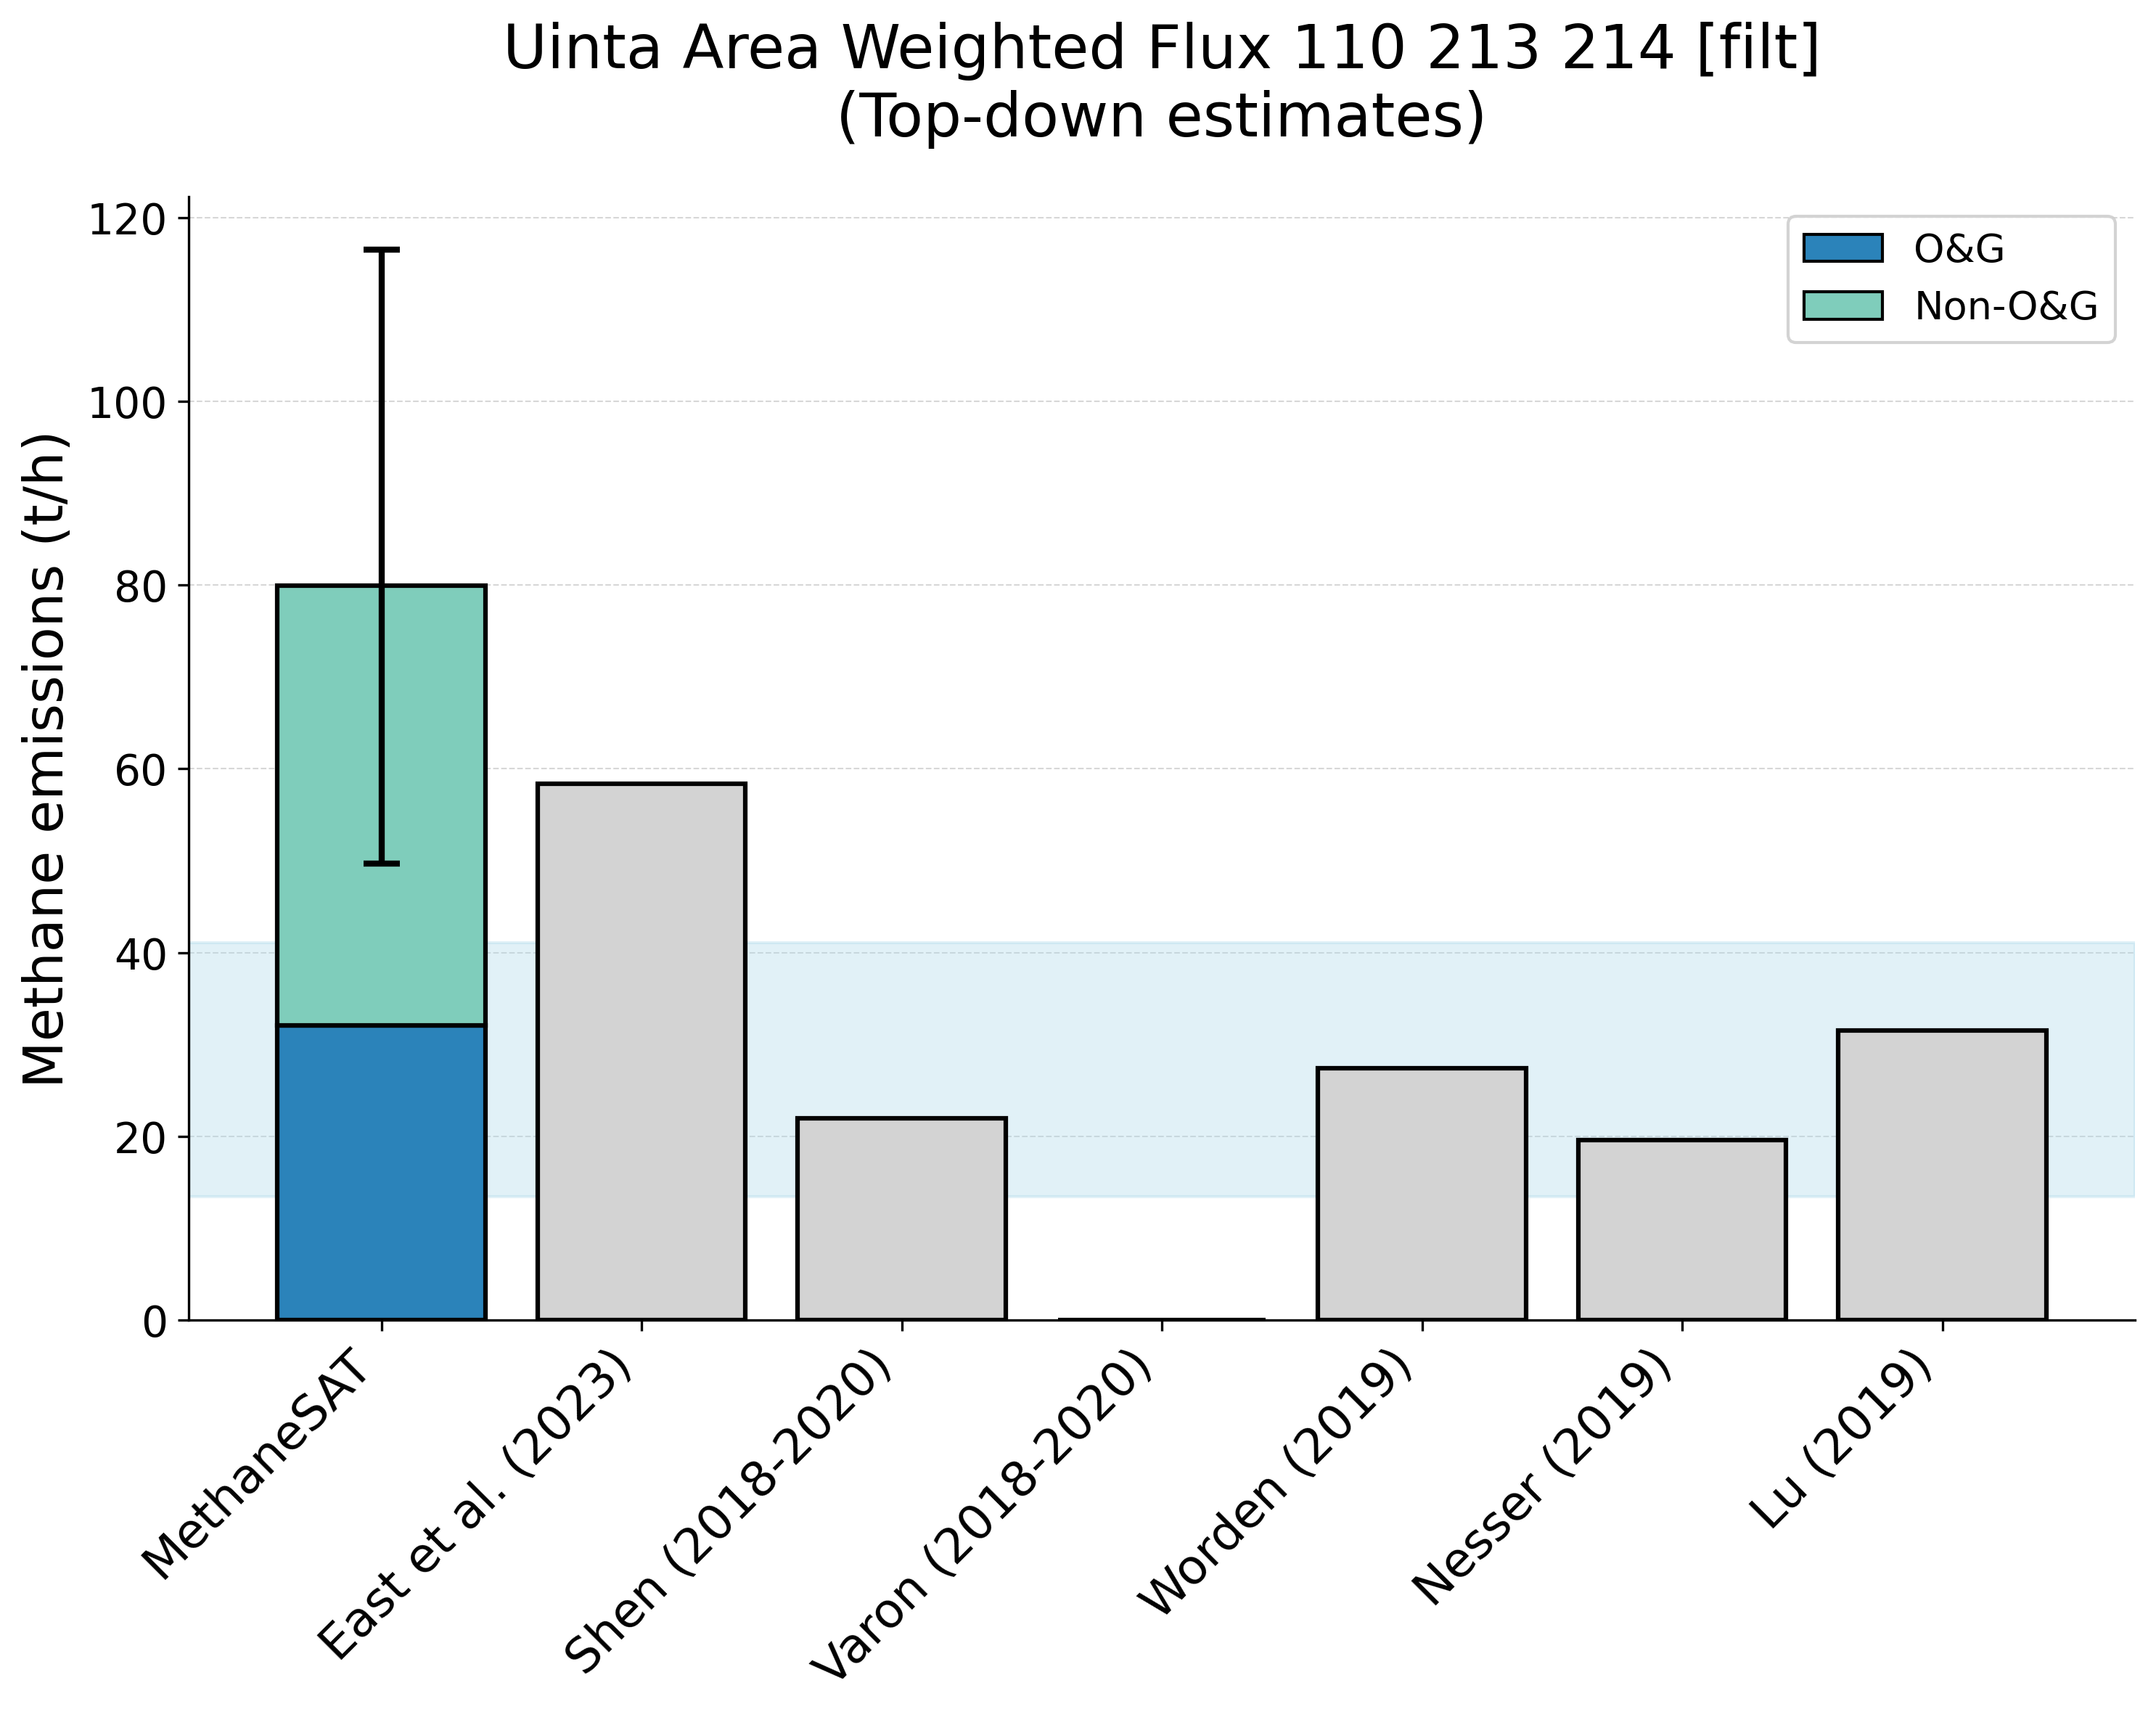 Uinta Area Weighted Flux 110 213 214 [filt]
(Top-down estimates)
Methane emissions (t/h)
120
100
80
60
40
20
0
O&G
Non-O&G
MethaneSAT
East et al. (2023)
Shen (2018-2020)
Varon (2018-2020)
Worden (2019)
Nesser (2019)
Lu (2019)